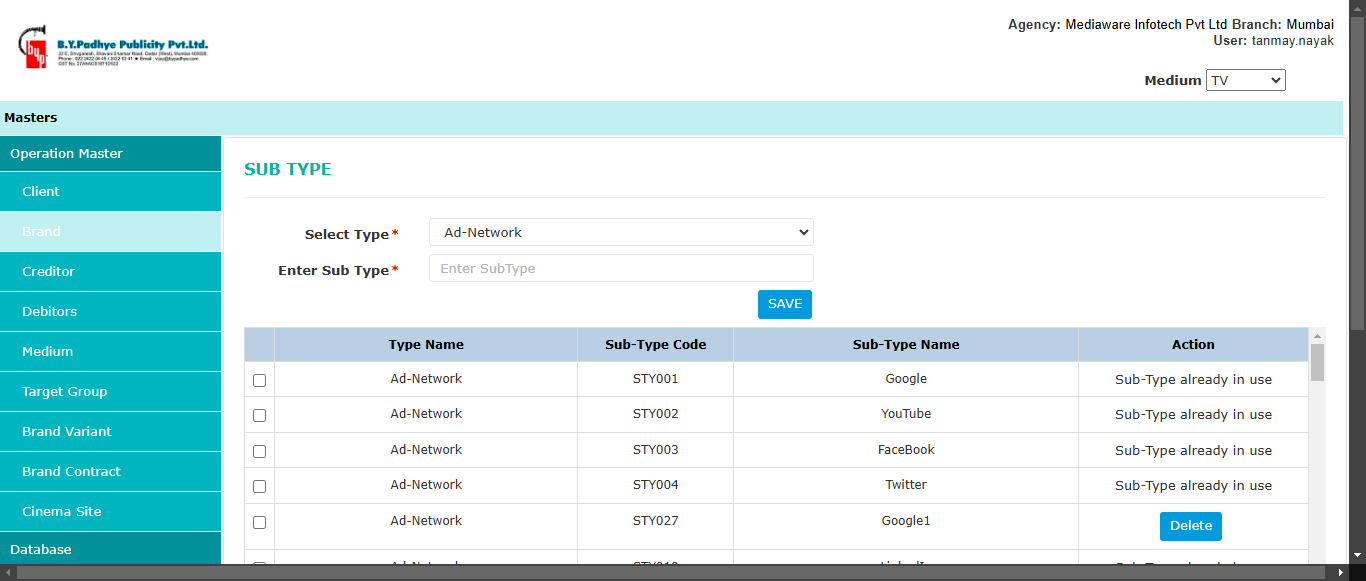 Agency: Mediaware Infotech Pvt Ltd Branch: Mumbai
User: tanmay.nayak
byp
B.Y.Padhye Publicity Pvt.Ltd.
Medium TV
Masters
Operation Master
Client
Brand
Creditor
Debitors
Medium
Target Group
Brand Variant
Brand Contract
Cinema Site
Database
SUB TYPE
Select Type* Ad-Network
Enter Sub Type* Enter SubType
SAVE
Type Name Sub-Type Code Sub-Type Name Action
Ad-Network STY001 Google Sub-Type already in use
Ad-Network STY002 YouTube Sub-Type already in use
Ad-Network STY003 FaceBook Sub-Type already in use
Ad-Network STY004 Twitter Sub-Type already in use
Ad-Network STY027 Google1 Delete